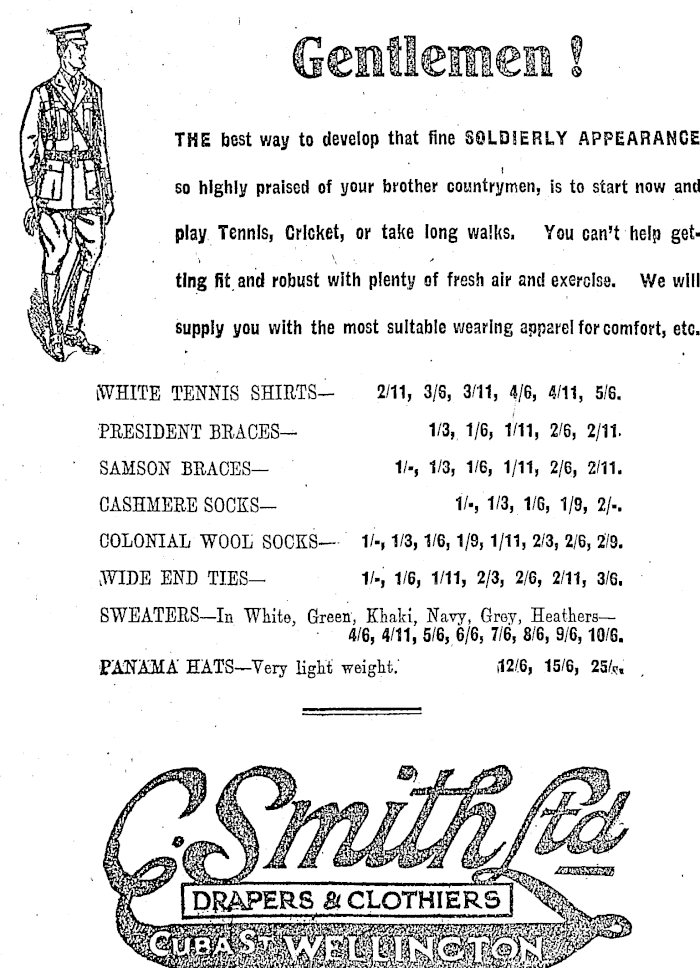 Gentlemen !
THE best way to develop that fine SOLDIERLY APPEARANCE
so highly praised of your brother countrymen, is to start now and
play Tennis, Cricket, or take long walks. You can't help get-
ting fit and robust with plenty of fresh air and exercise. We will
supply you with the most suitable wearing apparel for comfort, etc.
WHITE TENNIS SHIRTS— 2/11, 3/6, 3/11, 4/6, 4/11, 5/6.
PRESIDENT BRACES— 1/3, 1/6, 1/11, 2/6, 2/11.
SAMSON BRACES— 1/-, 1/3, 1/6, 1/11, 2/6, 2/11.
CASHMERE SOCKS— 1/-, 1/3, 1/6, 1/9, 2/-.
COLONIAL WOOL SOCKS— 1/-, 1/3, 1/6, 1/9, 1/11, 2/3, 2/6, 2/9.
WIDE END TIES— 1/-, 1/6, 1/11, 2/3, 2/6, 2/11, 3/6.
SWEATERS—In White, Green, Khaki, Navy, Grey, Heathers—
4/6, 4/11, 5/6, 6/6, 7/6, 8/6, 9/6, 10/6.
PANAMA HATS—Very light weight. 12/6, 15/6, 25/-.
C. Smith Ltd
DRAPERS & CLOTHIERS
CUBA ST WELLINGTON